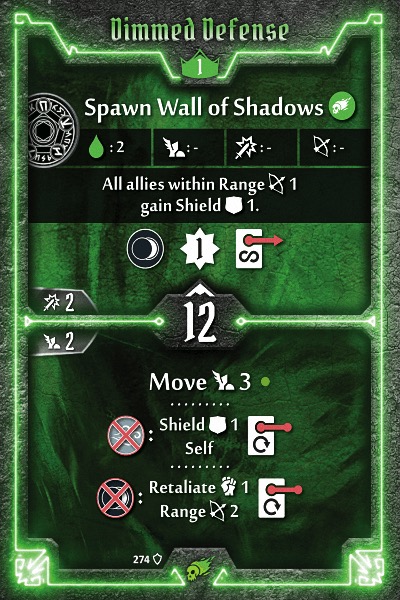 Dimmed Defense
1
Spawn Wall of Shadows
: 2 : - : - : -
All allies within Range 1
gain Shield 1.
1
2
12
2
Move 3
: Shield 1
Self
: Retaliate 1
Range 2
274